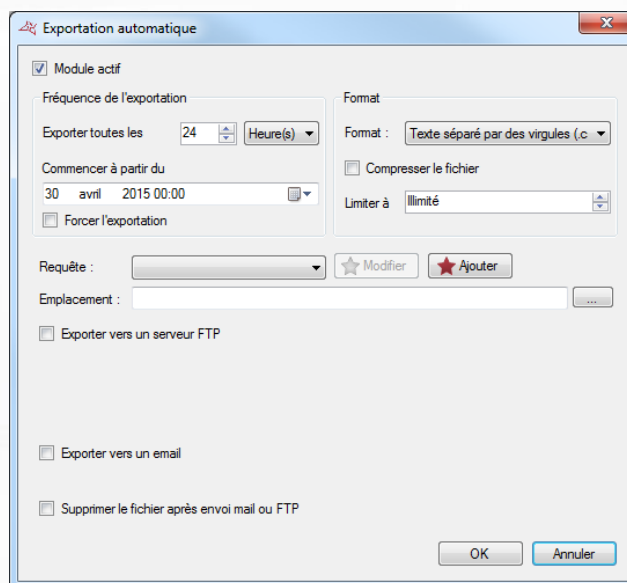 Exportation automatique
Module actif
Fréquence de l'exportation
Exporter toutes les 24 Heure(s)
Commencer à partir du
30 avril 2015 00:00
Forcer l'exportation
Format
Format : Texte séparé par des virgules (.c
Compresser le fichier
Limiter à Illimité
Requête : Modifier Ajouter
Emplacement : ...
Exporter vers un serveur FTP
Exporter vers un email
Supprimer le fichier après envoi mail ou FTP
OK Annuler